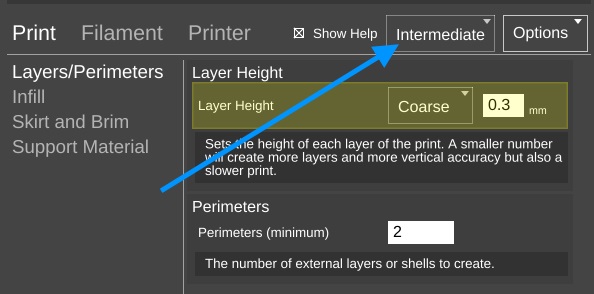 Print Filament Printer Show Help Intermediate Options
Layers/Perimeters
Infill
Skirt and Brim
Support Material
Layer Height
Layer Height Coarse 0.3 mm
Sets the height of each layer of the print. A smaller number
will create more layers and more vertical accuracy but also a
slower print.
Perimeters
Perimeters (minimum) 2
The number of external layers or shells to create.